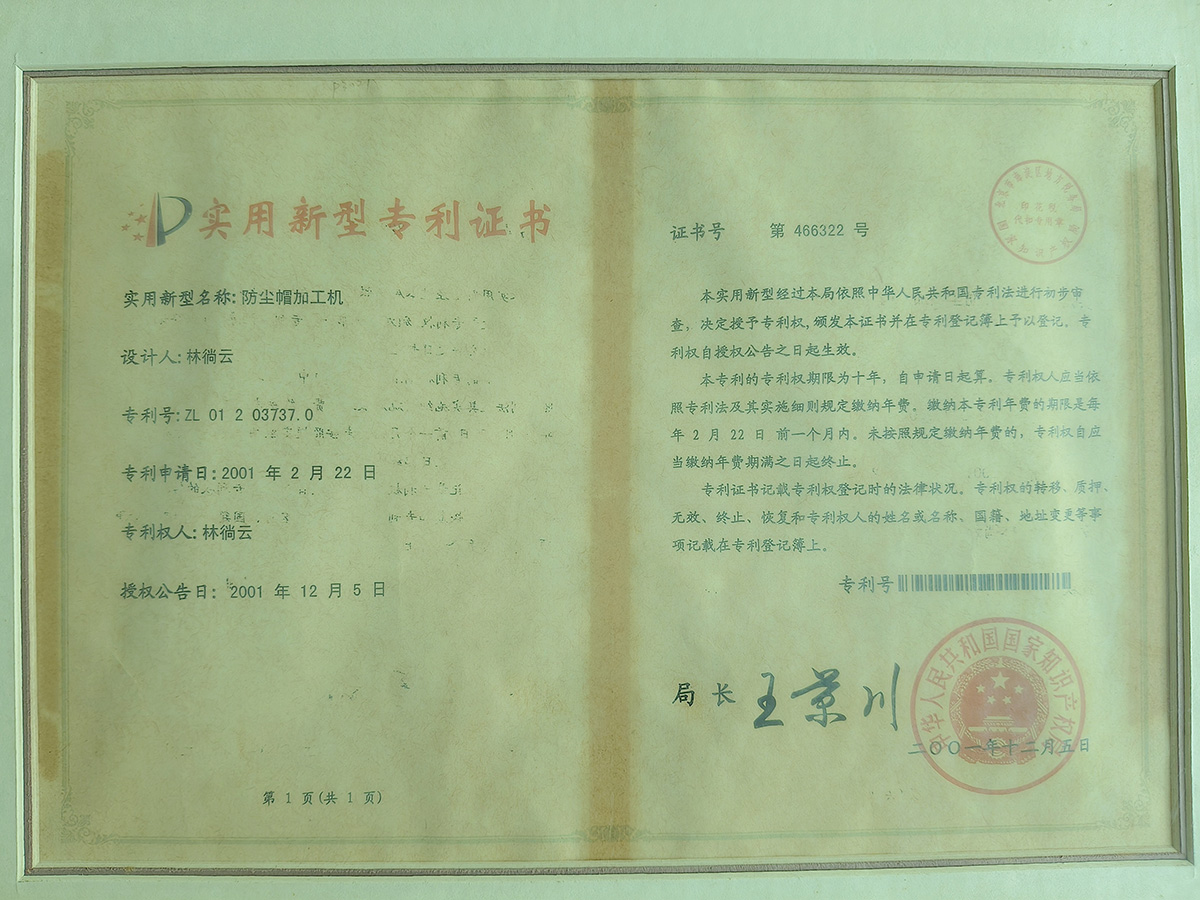 实用新型专利证书
实用新型名称:防尘帽加工机
设计人:林徜云
专利号:ZL 01 2 03737.0
专利申请日:2001 年 2 月 22 日
专利权人:林徜云
授权公告日: 2001 年 12 月 5 日
第 1 页(共 1 页)
证书号 第 466322 号
本实用新型经过本局依照中华人民共和国专利法进行初步审
查，决定授予专利权,颁发本证书并在专利登记簿上予以登记。专
利权自授权公告之日起生效。
本专利的专利权期限为十年，自申请日起算。专利权人应当依
照专利法及其实施细则规定缴纳年费。缴纳本专利年费的期限是每
年 2 月 22 日 前一个月内。未按照规定缴纳年费的，专利权自应
当缴纳年费期满之日起终止。
专利证书记载专利权登记时的法律状况。专利权的转移、质押、
无效、终止、恢复和专利权人的姓名或名称、国籍、地址变更等事
项记载在专利登记簿上。
专利号
局长 王景川
中华人民共和国国家知识产权局
二〇〇一年十二月五日